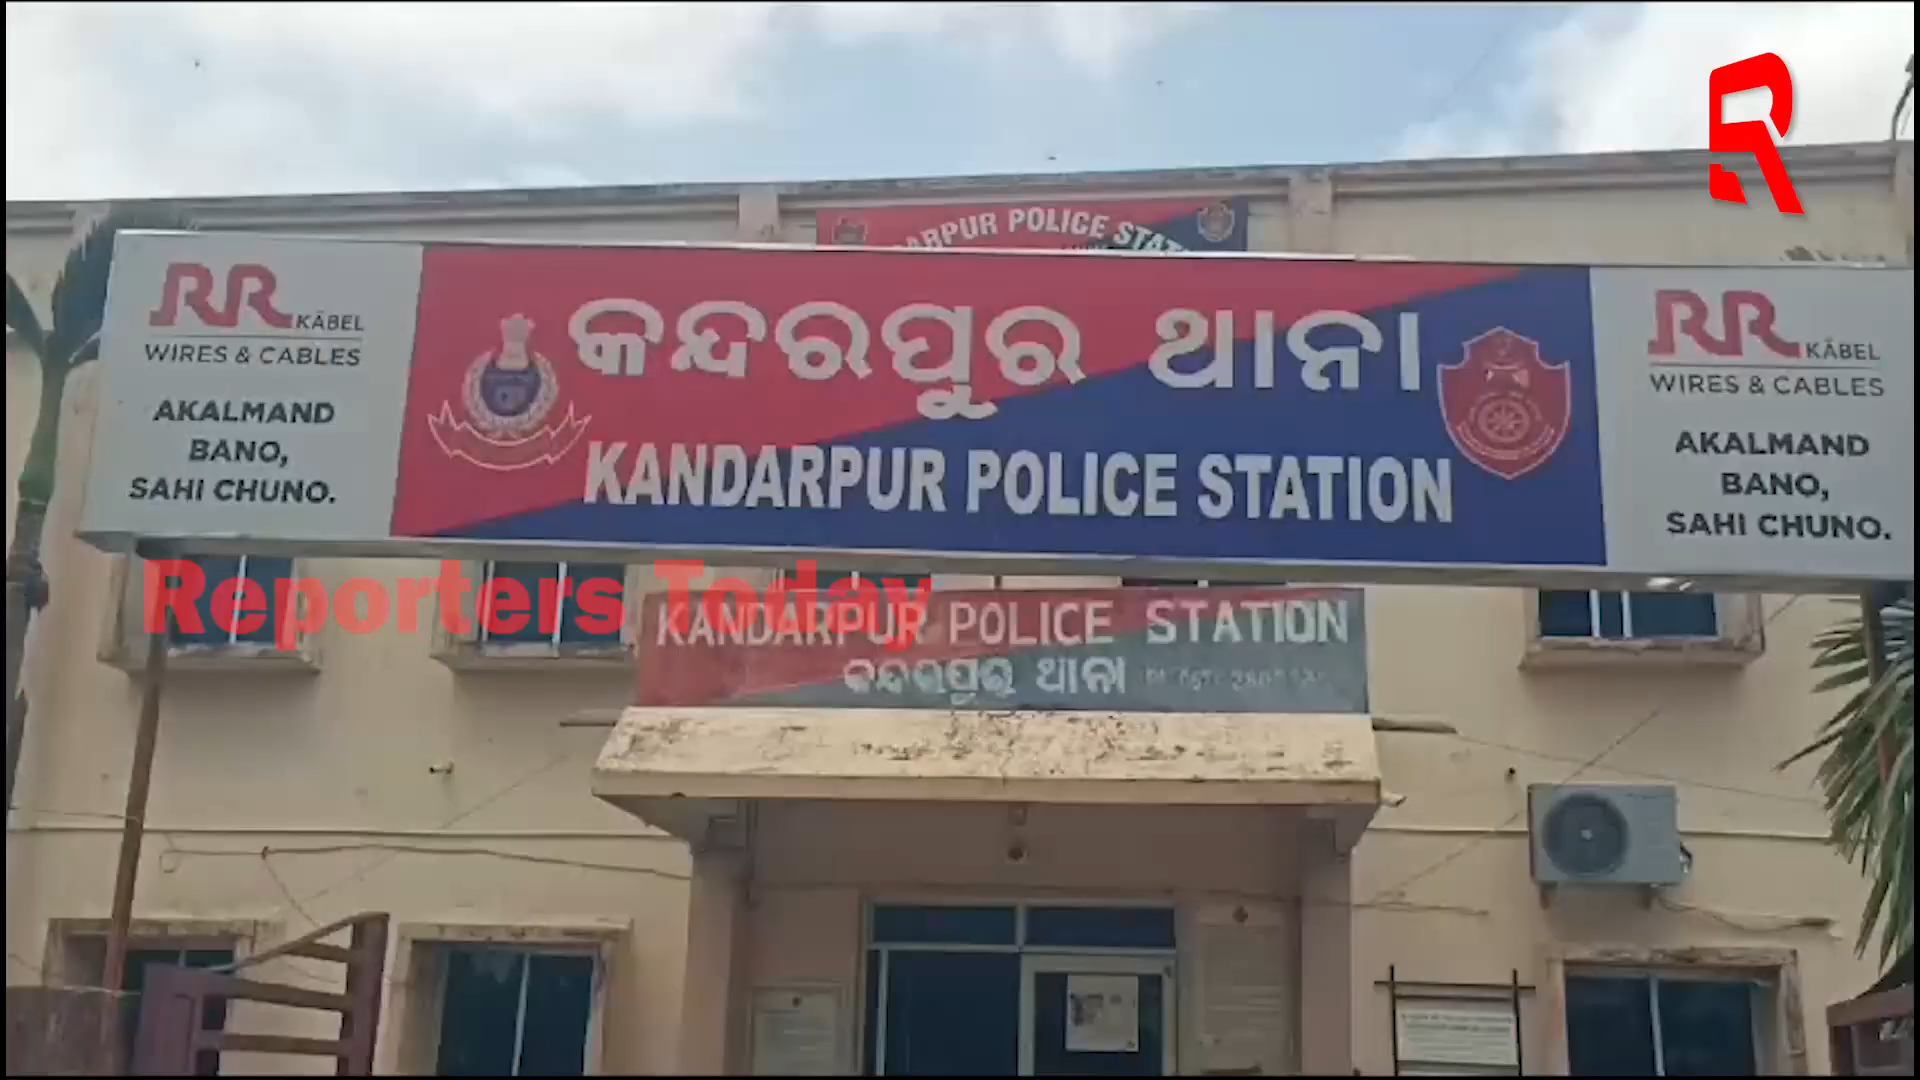 ARPUR POLICE STAT
RR KABEL
WIRES & CABLES
AKALMAND
BANO,
SAHI CHUNO.
କନ୍ଦରପୁର ଥାନା
KANDARPUR POLICE STATION
RR KABEL
WIRES & CABLES
AKALMAND
BANO,
SAHI CHUNO.
Reporters Today
KANDARPUR POLICE STATION
କନ୍ଦରପୁର ଥାନା